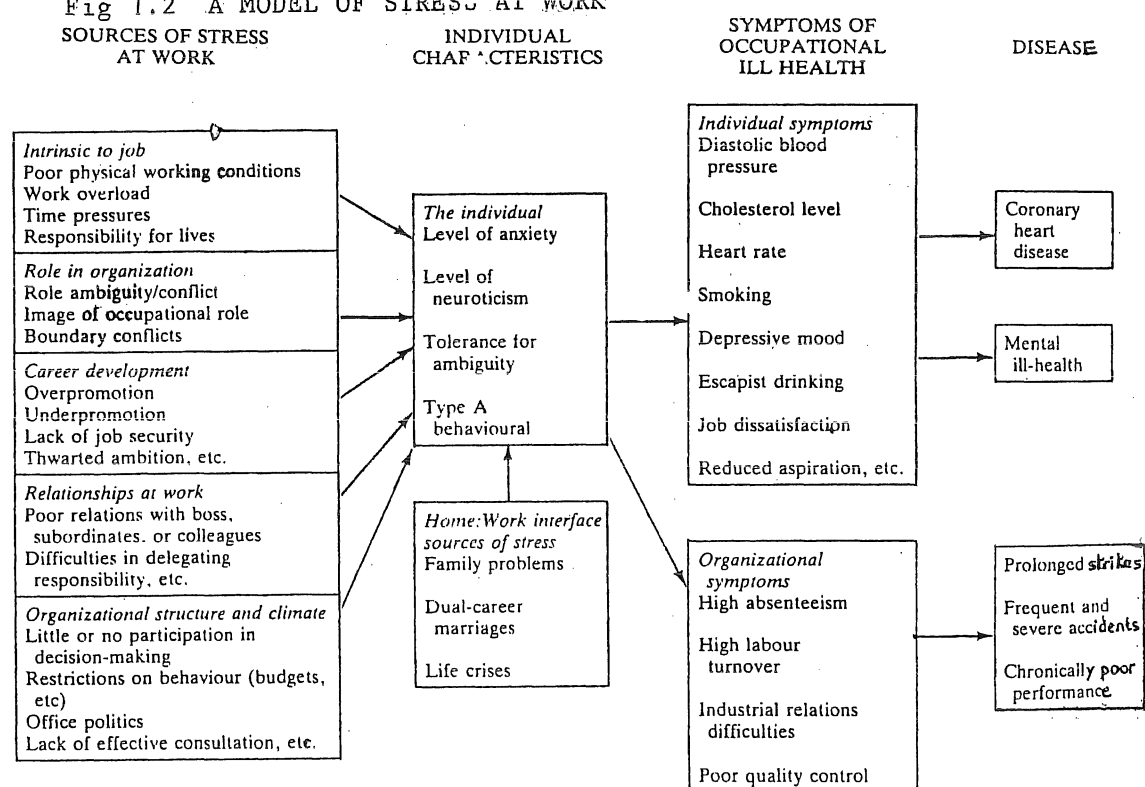 Fig 1.2 A MODEL OF STRESS AT WORK
SOURCES OF STRESS
AT WORK
INDIVIDUAL
CHARACTERISTICS
SYMPTOMS OF
OCCUPATIONAL
ILL HEALTH
DISEASE
Intrinsic to job
Poor physical working conditions
Work overload
Time pressures
Responsibility for lives
Role in organization
Role ambiguity/conflict
Image of occupational role
Boundary conflicts
Career development
Overpromotion
Underpromotion
Lack of job security
Thwarted ambition, etc.
Relationships at work
Poor relations with boss,
subordinates. or colleagues
Difficulties in delegating
responsibility, etc.
Organizational structure and climate
Little or no participation in
decision-making
Restrictions on behaviour (budgets,
etc)
Office politics
Lack of effective consultation, etc.
The individual
Level of anxiety
Level of
neuroticism
Tolerance for
ambiguity
Type A
behavioural
Home:Work interface
sources of stress
Family problems
Dual-career
marriages
Life crises
Individual symptoms
Diastolic blood
pressure
Cholesterol level
Heart rate
Smoking
Depressive mood
Escapist drinking
Job dissatisfaction
Reduced aspiration, etc.
Organizational
symptoms
High absenteeism
High labour
turnover
Industrial relations
difficulties
Poor quality control
Coronary
heart
disease
Mental
ill-health
Prolonged strikes
Frequent and
severe accidents
Chronically poor
performance